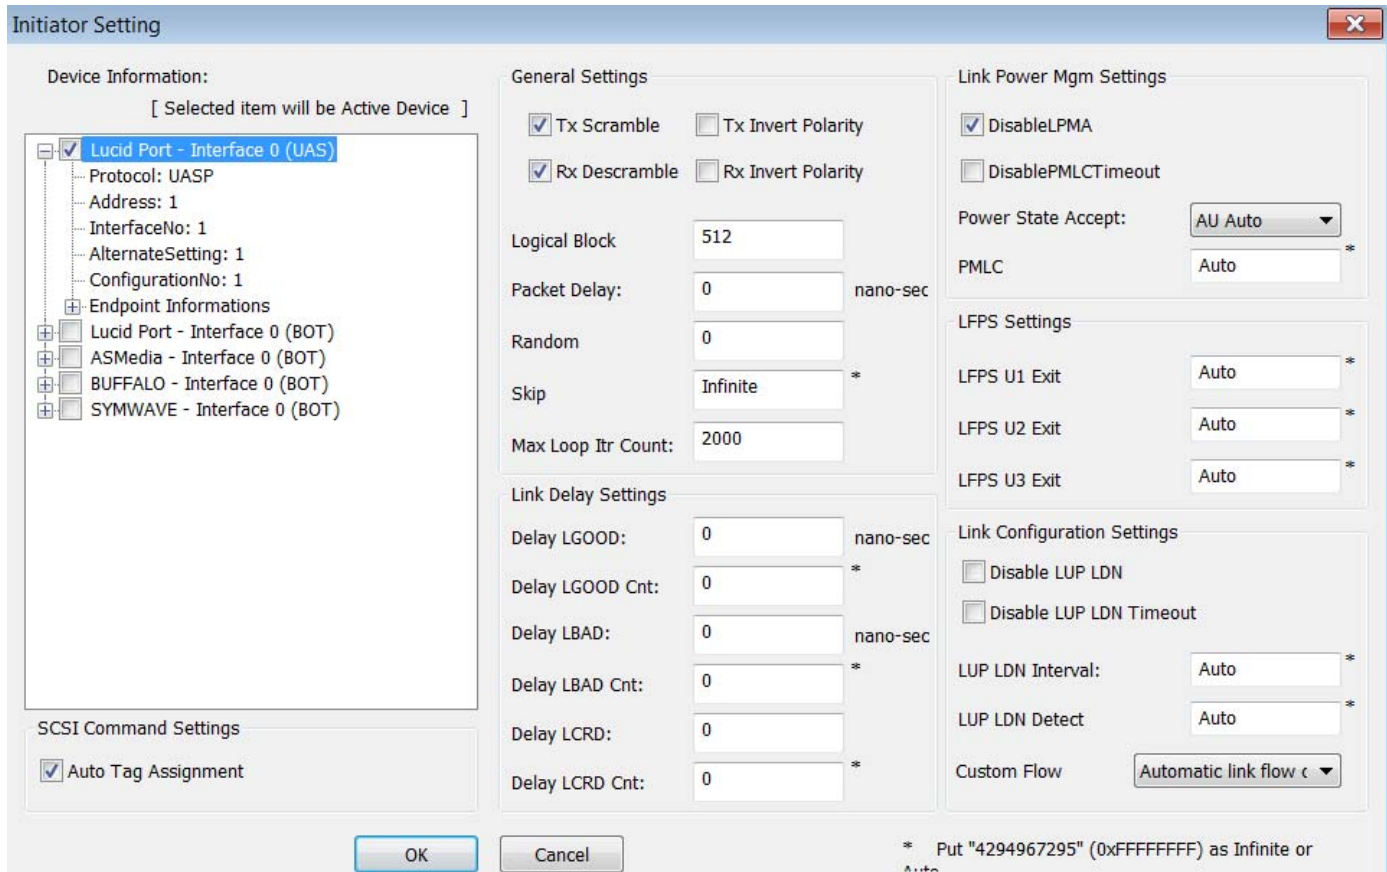 Initiator Setting
Device Information:
[ Selected item will be Active Device ]
Lucid Port - Interface 0 (UAS)
Protocol: UASP
Address: 1
InterfaceNo: 1
AlternateSetting: 1
ConfigurationNo: 1
Endpoint Informations
Lucid Port - Interface 0 (BOT)
ASMedia - Interface 0 (BOT)
BUFFALO - Interface 0 (BOT)
SYMWAVE - Interface 0 (BOT)
SCSI Command Settings
Auto Tag Assignment
General Settings
Tx Scramble Tx Invert Polarity
Rx Descramble Rx Invert Polarity
Logical Block 512
Packet Delay: 0 nano-sec
Random 0
Skip Infinite *
Max Loop Itr Count: 2000
Link Delay Settings
Delay LGOOD: 0 nano-sec
Delay LGOOD Cnt: 0 *
Delay LBAD: 0 nano-sec
Delay LBAD Cnt: 0 *
Delay LCRD: 0
Delay LCRD Cnt: 0 *
Link Power Mgm Settings
DisableLPMA
DisablePMLCTimeout
Power State Accept: AU Auto
PMLC Auto *
LFPS Settings
LFPS U1 Exit Auto *
LFPS U2 Exit Auto *
LFPS U3 Exit Auto *
Link Configuration Settings
Disable LUP LDN
Disable LUP LDN Timeout
LUP LDN Interval: Auto *
LUP LDN Detect Auto *
Custom Flow Automatic link flow c
OK Cancel
* Put "4294967295" (0xFFFFFFFF) as Infinite or